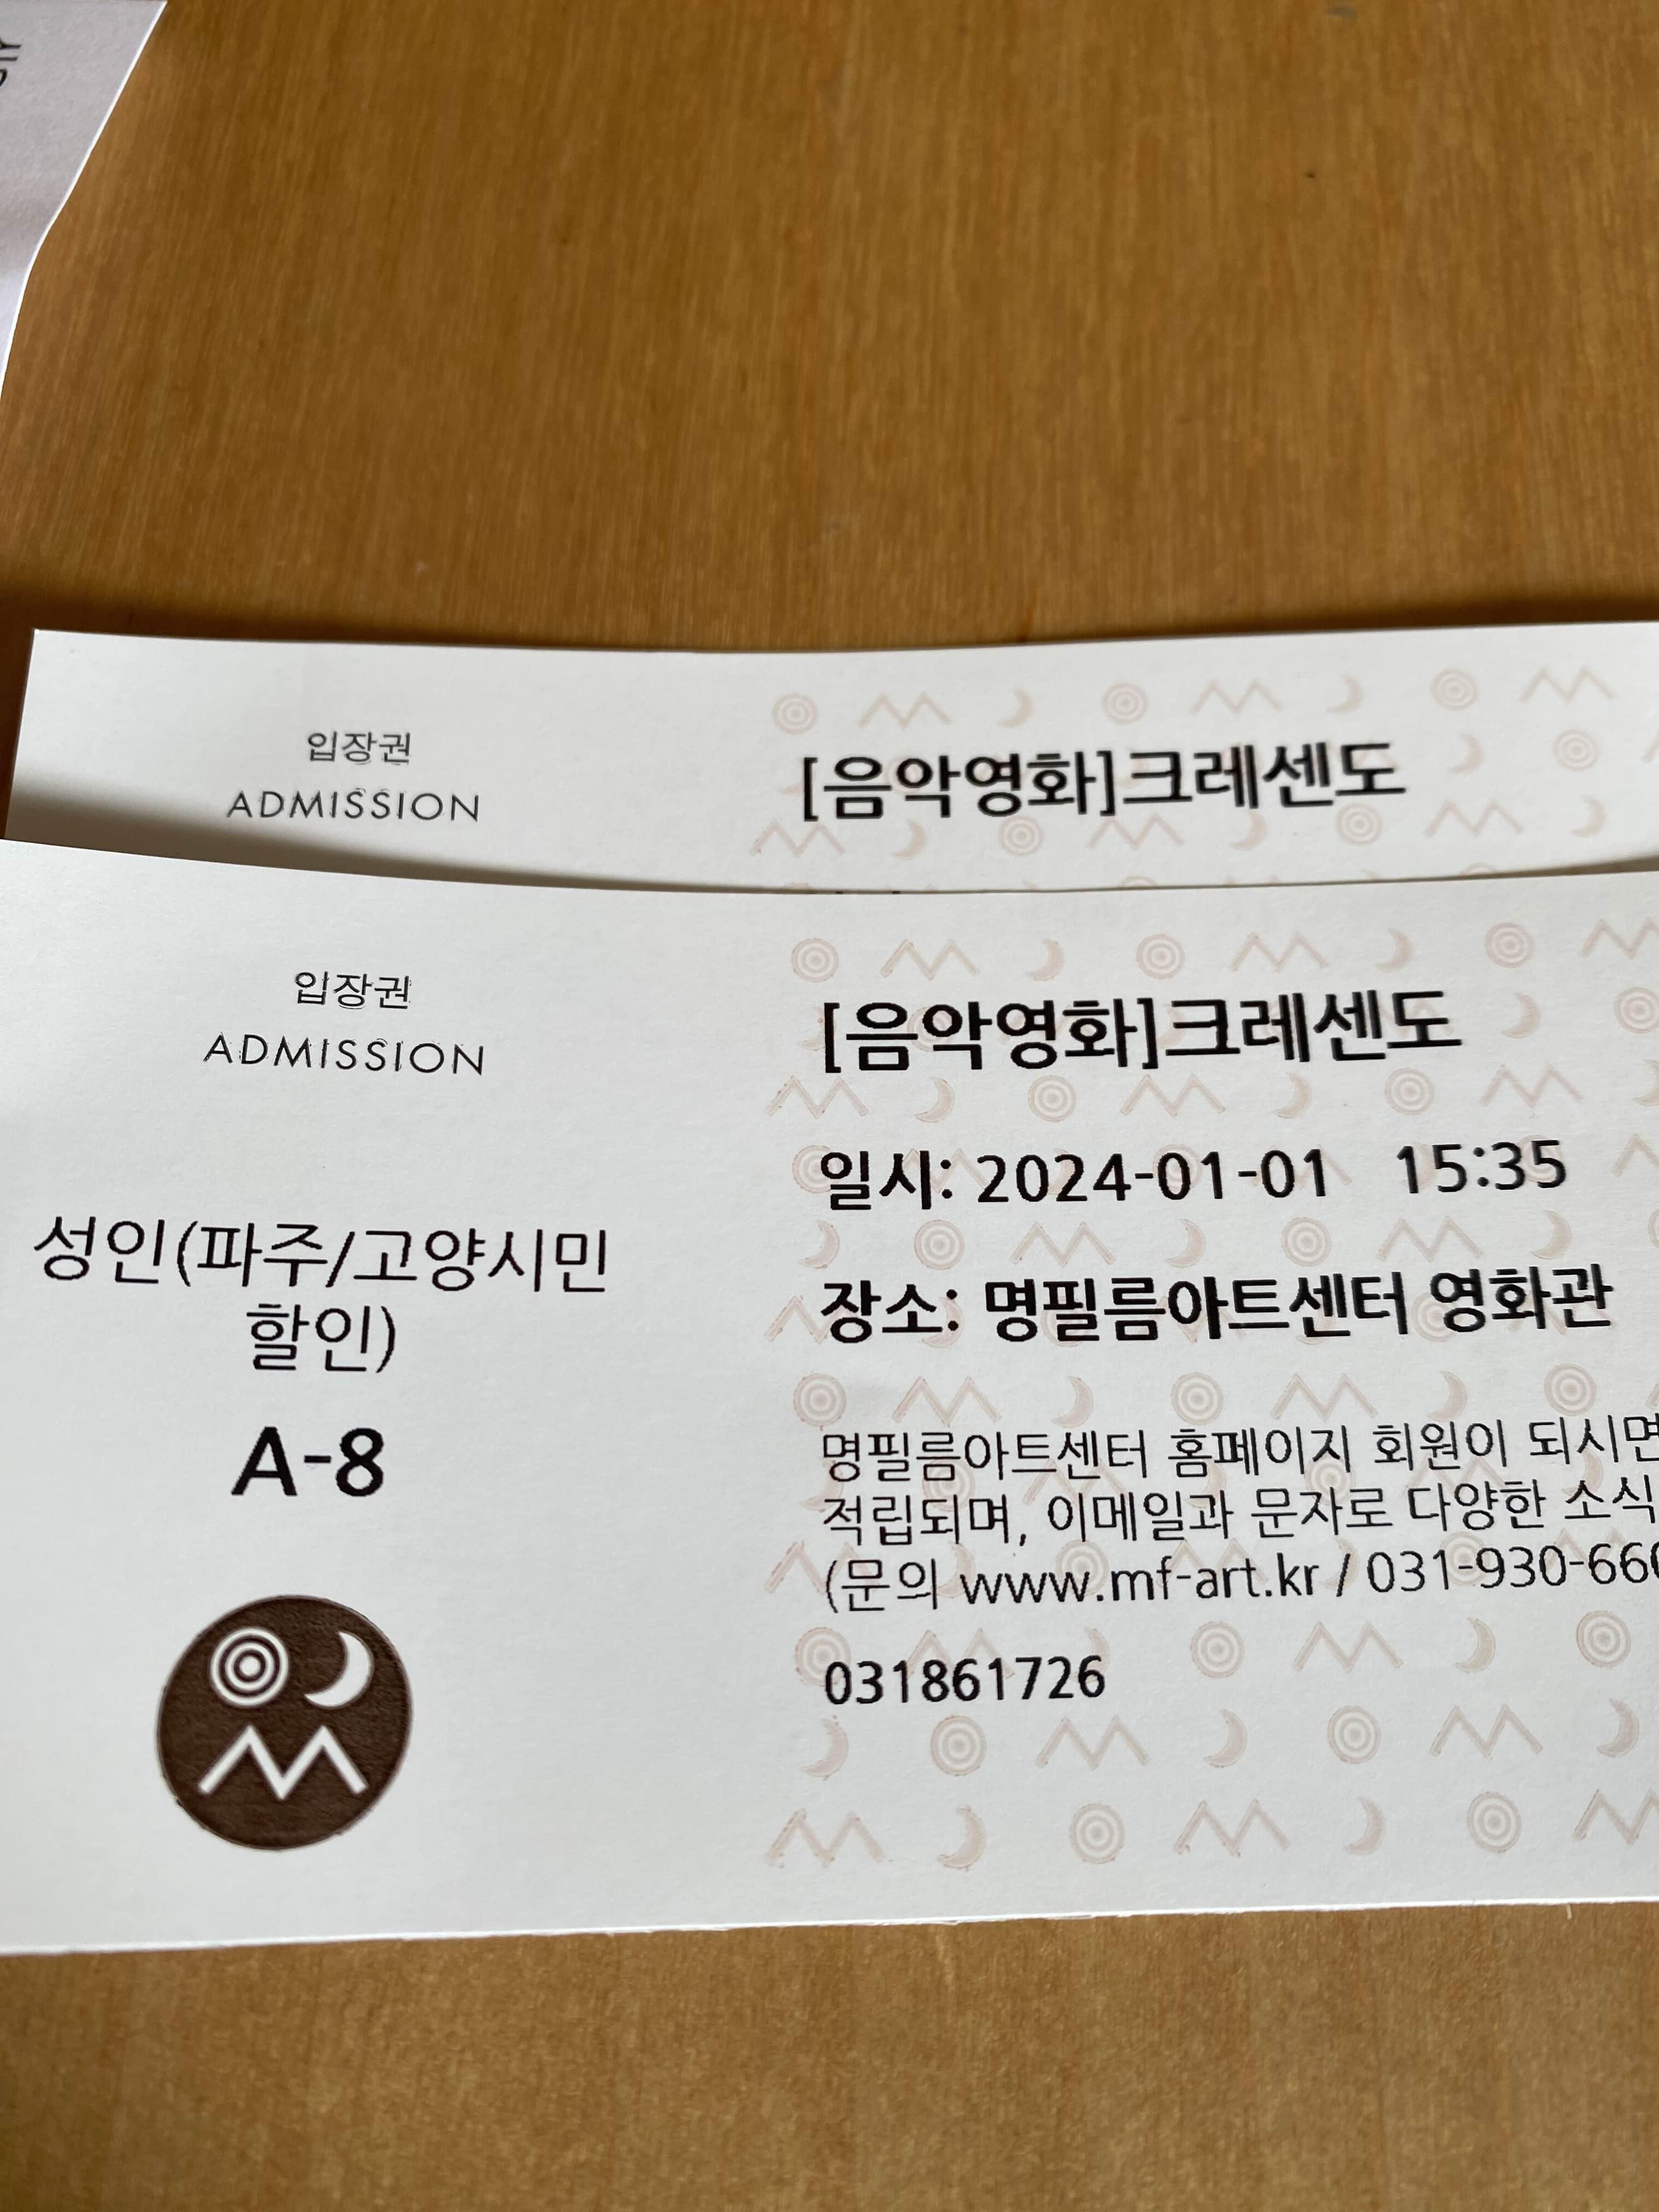 입장권
ADMISSION
[음악영화]크레센도
입장권
ADMISSION
성인(파주/고양시민
할인)
A-8
[음악영화]크레센도
일시: 2024-01-01 15:35
장소: 명필름아트센터 영화관
명필름아트센터 홈페이지 회원이 되시면
적립되며, 이메일과 문자로 다양한 소식
(문의 www.mf-art.kr / 031-930-660
031861726